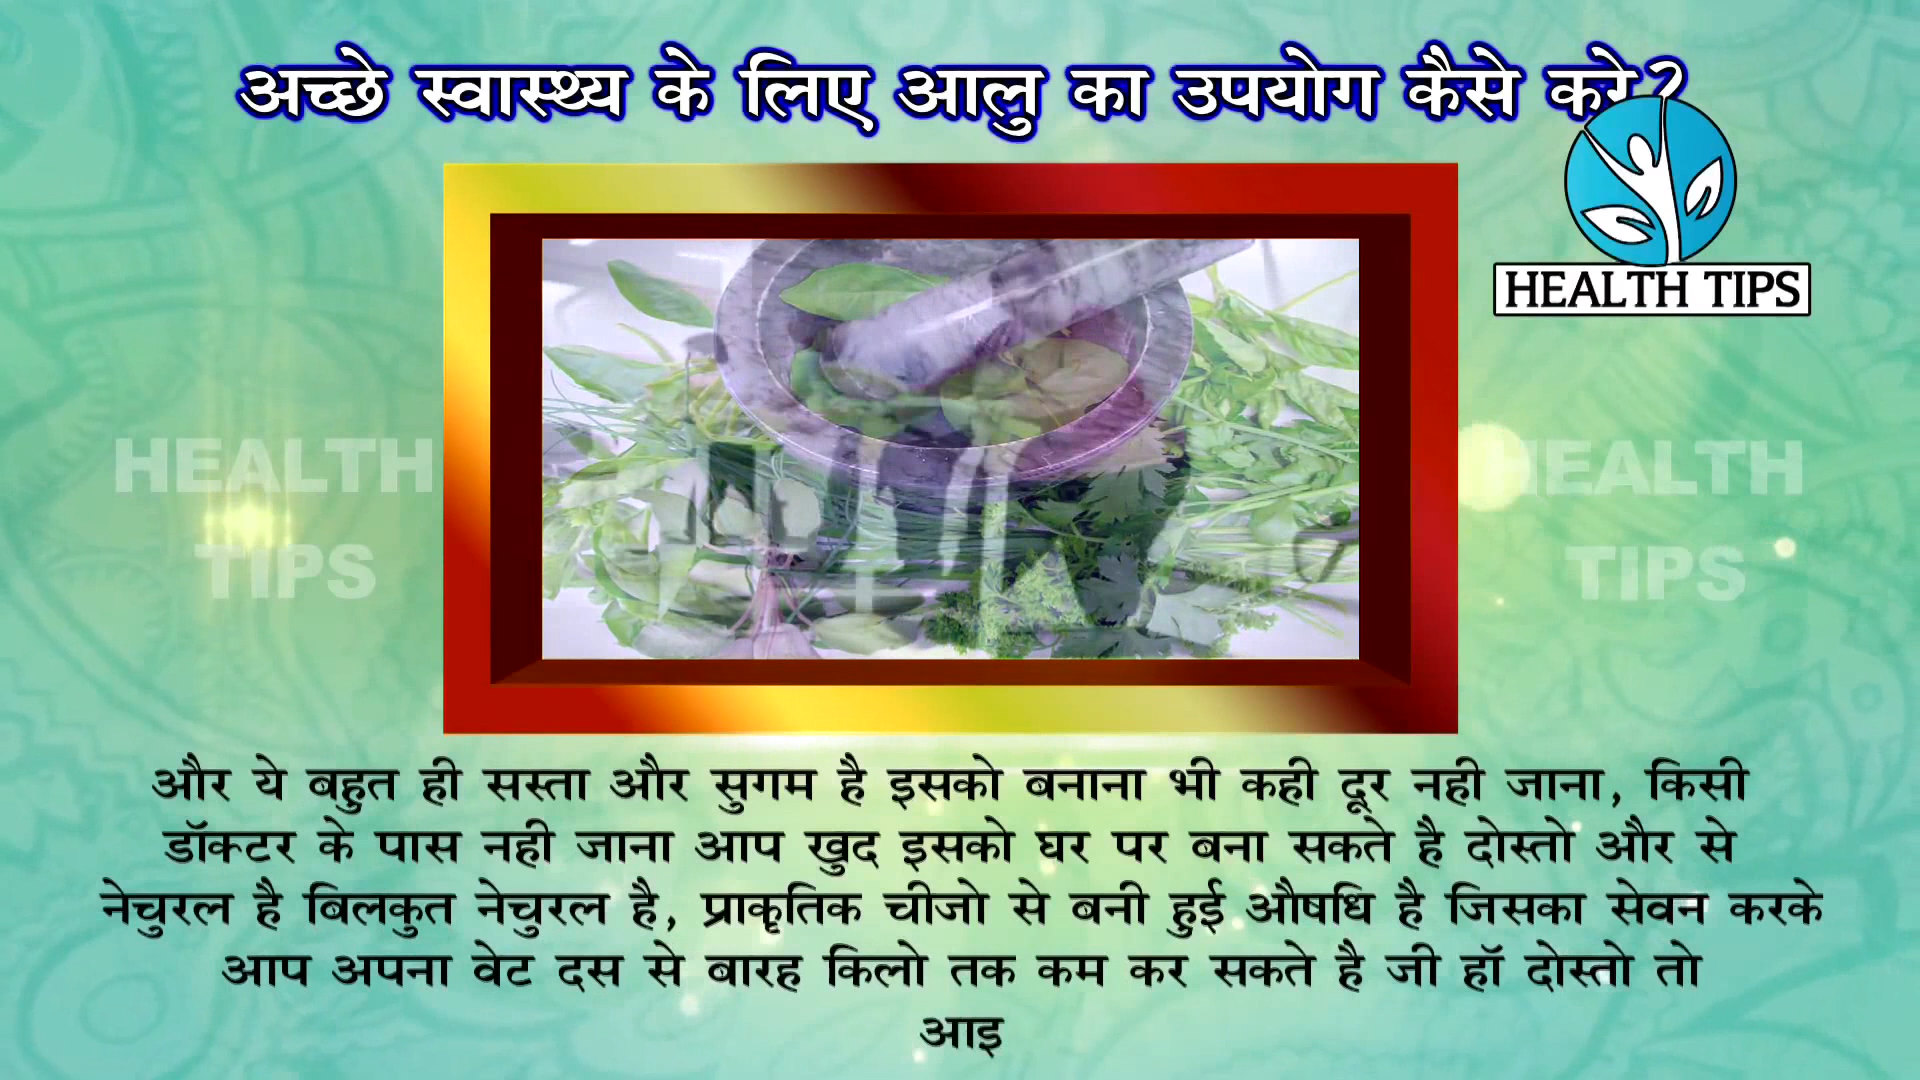 अच्छे स्वास्थ्य के लिए आलु का उपयोग कैसे करे?
HEALTH TIPS
HEALTH
TIPS
HEALTH
TIPS
और ये बहुत ही सस्ता और सुगम है इसको बनाना भी कही दूर नही जाना, किसी
डॉक्टर के पास नही जाना आप खुद इसको घर पर बना सकते है दोस्तो और से
नेचुरल है बिलकुत नेचुरल है, प्राकृतिक चीजो से बनी हुई औषधि है जिसका सेवन करके
आप अपना वेट दस से बारह किलो तक कम कर सकते है जी हॉ दोस्तो तो
आइ